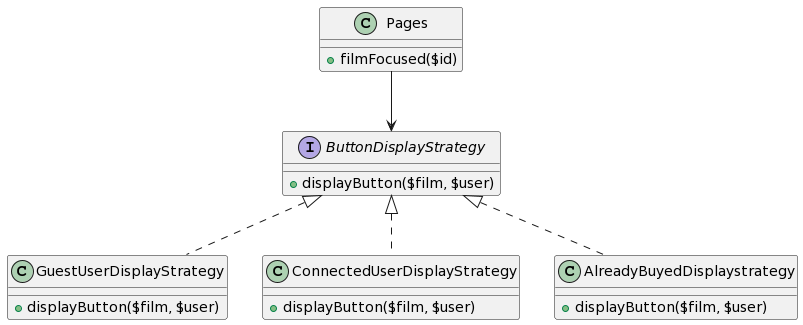 C Pages
filmFocused($id)
I ButtonDisplayStrategy
displayButton($film, $user)
C GuestUserDisplayStrategy
displayButton($film, $user)
C ConnectedUserDisplayStrategy
displayButton($film, $user)
C AlreadyBuyedDisplaystrategy
displayButton($film, $user)